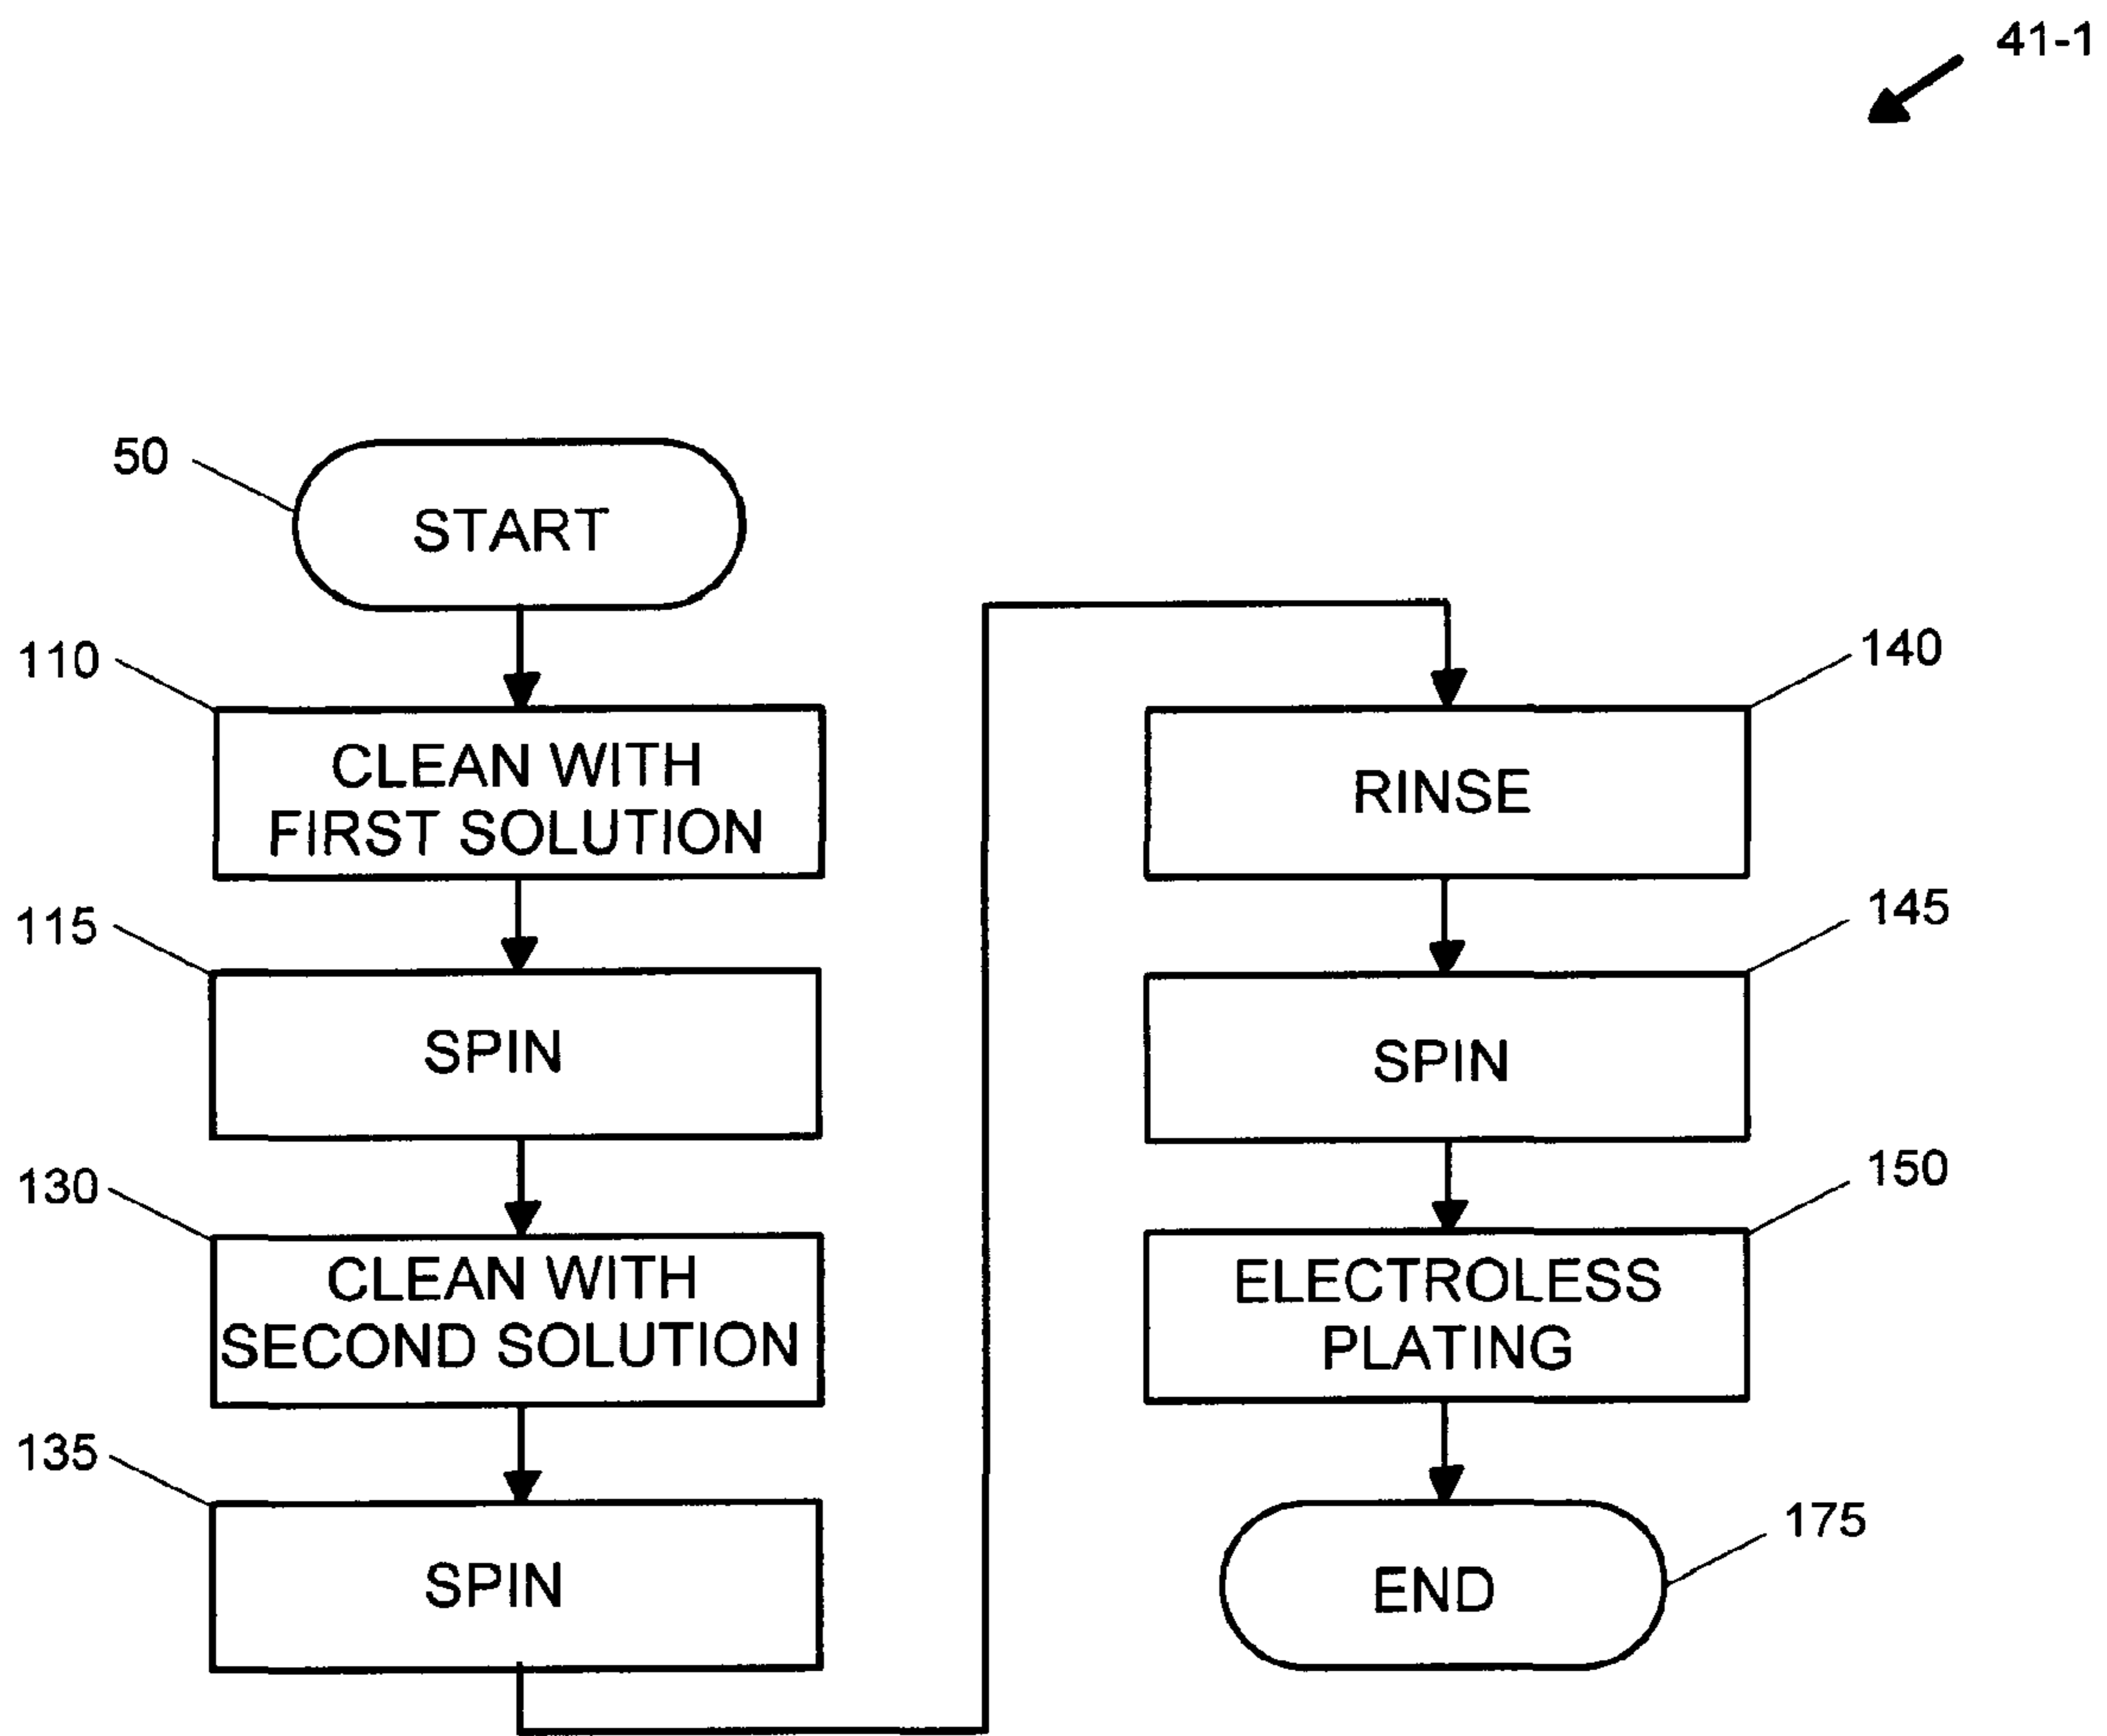 41-1
50
START
110
CLEAN WITH
FIRST SOLUTION
115
SPIN
130
CLEAN WITH
SECOND SOLUTION
135
SPIN
140
RINSE
145
SPIN
150
ELECTROLESS
PLATING
175
END